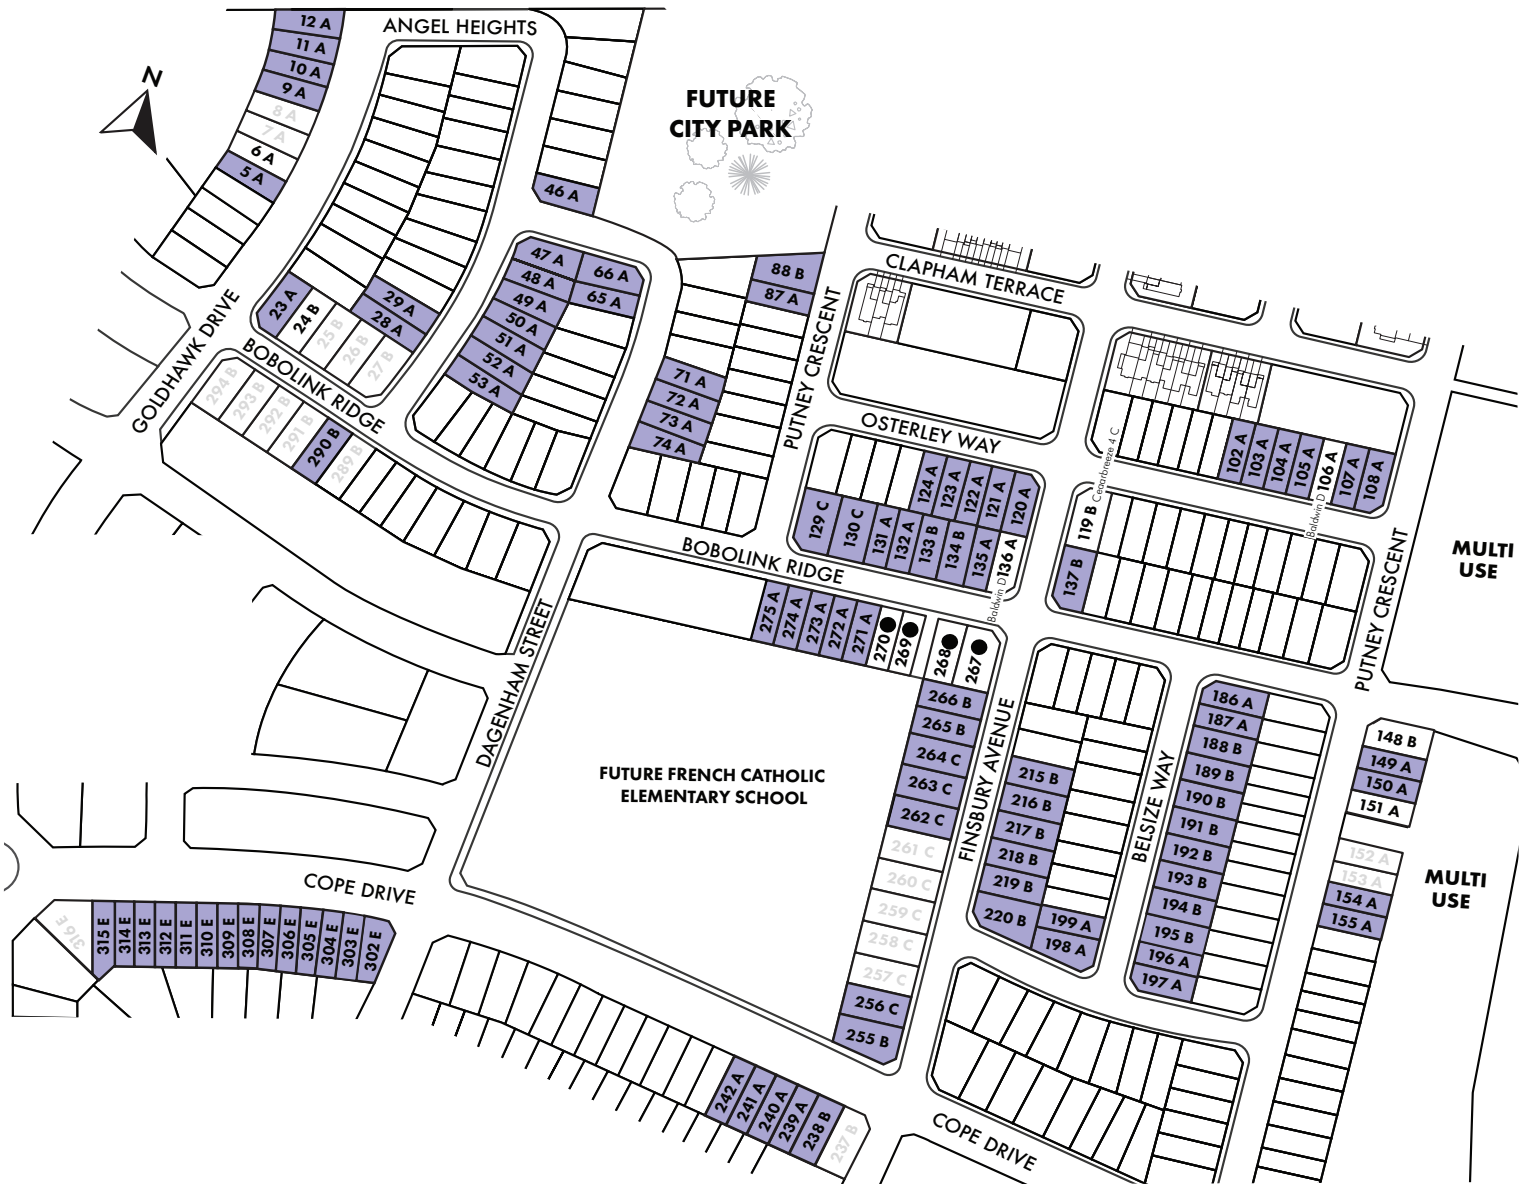 12 A
11 A
10 A
9 A
8 A
7 A
6 A
5 A
N
ANGEL HEIGHTS
FUTURE
CITY PARK
46 A
47 A
48 A
49 A
50 A
51 A
52 A
53 A
66 A
65 A
88 B
87 A
71 A
72 A
73 A
74 A
23 A
24 B
25 B
26 B
27 B
29 A
28 A
GOLDHAWK DRIVE
BOBOLINK RIDGE
294 B
293 B
292 B
291 B
290 B
289 B
PUTNEY CRESCENT
CLAPHAM TERRACE
OSTERLEY WAY
124 A
123 A
122 A
121 A
120 A
129 C
130 C
131 A
132 A
133 B
134 B
135 A
136 A
Baldwin D
102 A
103 A
104 A
105 A
106 A
107 A
108 A
Baldwin D
119 B
Ceoarbreeze 4 C
137 B
MULTI
USE
PUTNEY CRESCENT
BOBOLINK RIDGE
275 A
274 A
273 A
272 A
271 A
270
269
268
267
266 B
265 B
264 C
263 C
262 C
261 C
260 C
259 C
258 C
257 C
256 C
255 B
DAGENHAM STREET
FUTURE FRENCH CATHOLIC
ELEMENTARY SCHOOL
FINSBURY AVENUE
215 B
216 B
217 B
218 B
219 B
220 B
199 A
198 A
BELSIZE WAY
186 A
187 A
188 B
189 B
190 B
191 B
192 B
193 B
194 B
195 B
196 A
197 A
148 B
149 A
150 A
151 A
152 A
153 A
154 A
155 A
MULTI
USE
COPE DRIVE
316 E
315 E
314 E
313 E
312 E
311 E
310 E
309 E
308 E
307 E
306 E
305 E
304 E
303 E
302 E
242 A
241 A
240 A
239 A
238 B
237 B
COPE DRIVE